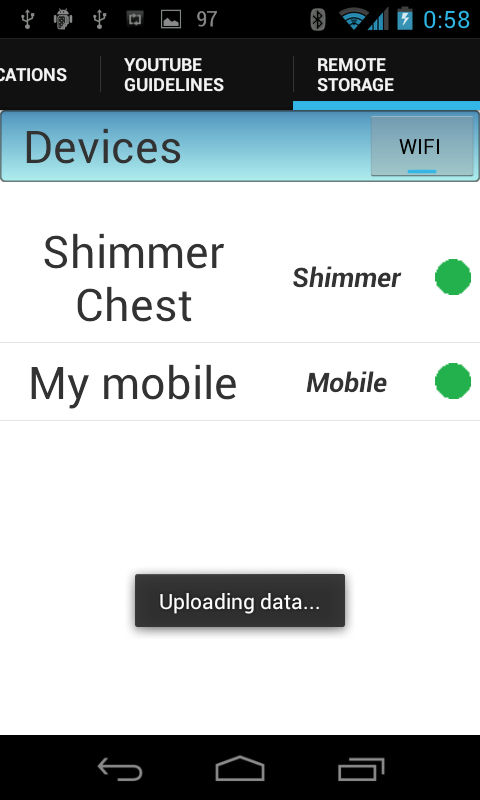 97
0:58
CATIONS
YOUTUBE
GUIDELINES
REMOTE
STORAGE
Devices
WIFI
Shimmer
Chest
Shimmer
My mobile
Mobile
Uploading data...